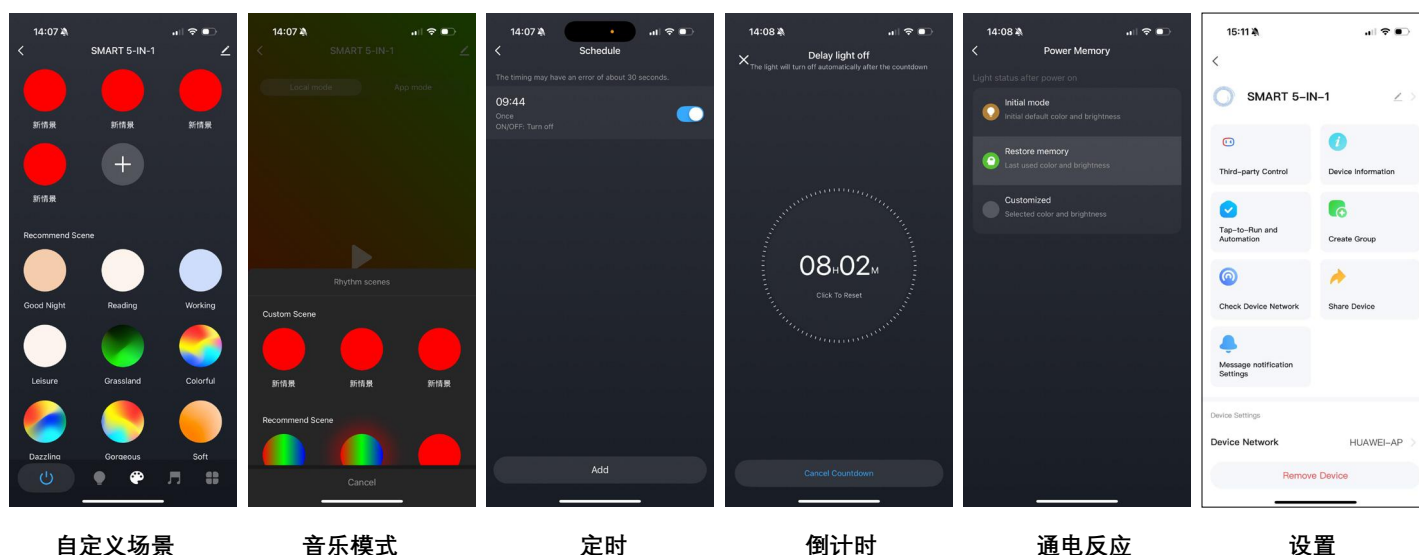 14:07
SMART 5-IN-1
新情景
新情景
新情景
新情景
Recommend Scene
Good Night
Reading
Working
Leisure
Grassland
Colorful
Dazzling
Gorgeous
Soft
自定义场景
14:07
SMART 5-IN-1
Local mode
App mode
Rhythm scenes
Custom Scene
新情景
新情景
新情景
Recommend Scene
Cancel
音乐模式
14:07
Schedule
The timing may have an error of about 30 seconds.
09:44
Once
ON/OFF: Turn off
Add
定时
14:08
Delay light off
The light will turn off automatically after the countdown
08H02M
Click To Reset
Cancel Countdown
倒计时
14:08
Power Memory
Light status after power on
Initial mode
Initial default color and brightness
Restore memory
Last used color and brightness
Customized
Selected color and brightness
通电反应
15:11
SMART 5-IN-1
Third-party Control
Device Information
Tap-to-Run and
Automation
Create Group
Check Device Network
Share Device
Message notification
Settings
Device Settings
Device Network
HUAWEI-AP
Remove Device
设置